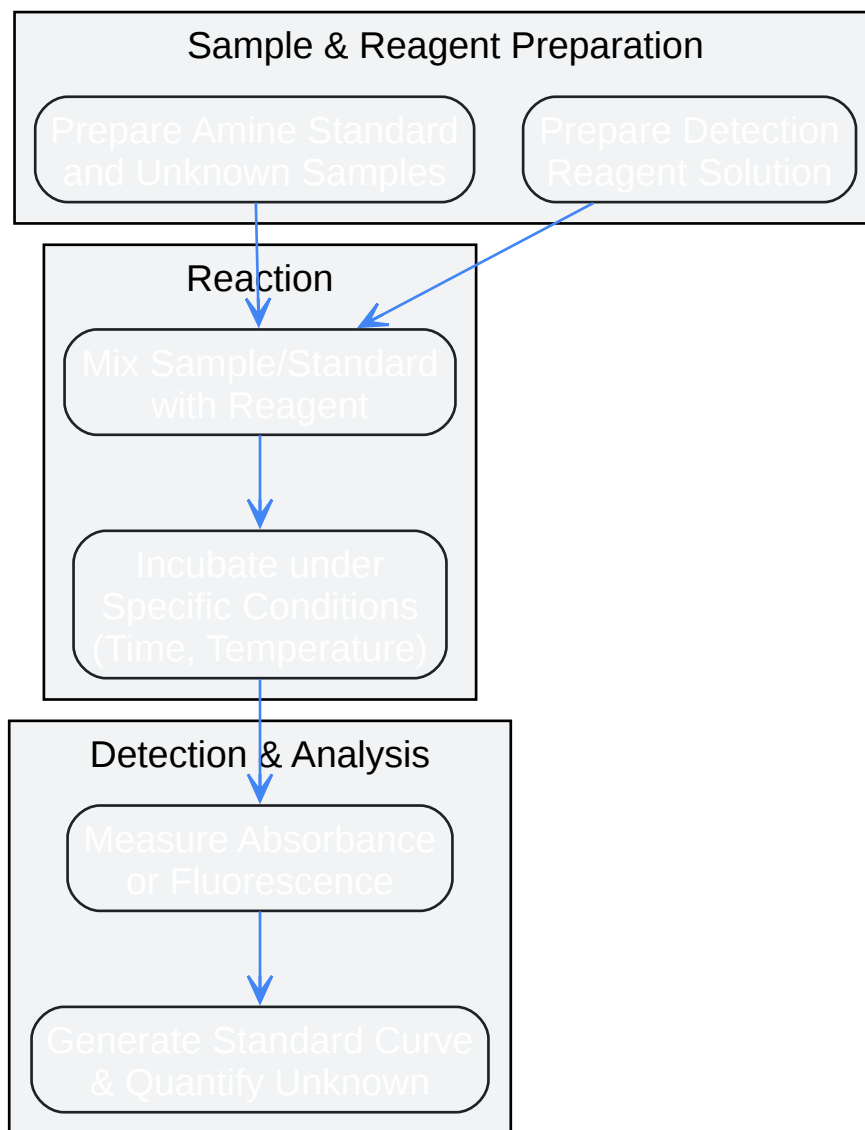 Sample & Reagent Preparation
Prepare Amine Standard
and Unknown Samples
Prepare Detection
Reagent Solution
Reaction
Mix Sample/Standard
with Reagent
Incubate under
Specific Conditions
(Time, Temperature)
Detection & Analysis
Measure Absorbance
or Fluorescence
Generate Standard Curve
& Quantify Unknown